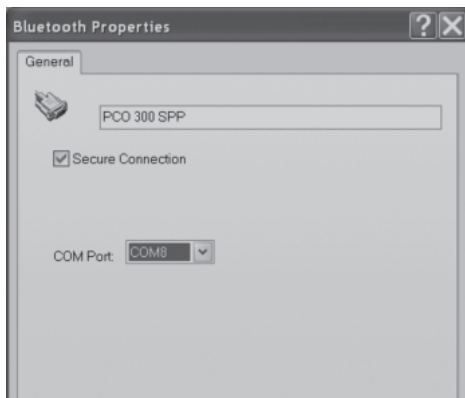 Bluetooth Properties
General
PCO 300 SPP
Secure Connection
COM Port: COM8